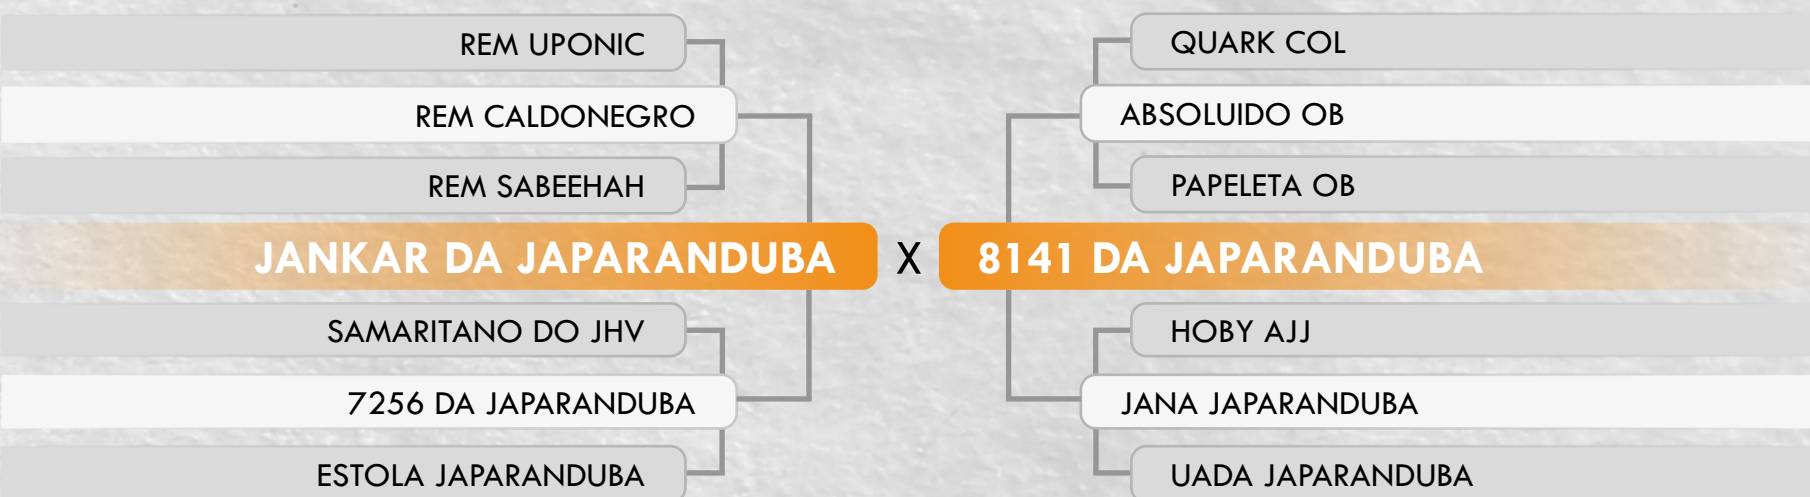 REM UPONIC
REM CALDONEGRO
REM SABEEHAH
JANKAR DA JAPARANDUBA
SAMARITANO DO JHV
7256 DA JAPARANDUBA
ESTOLA JAPARANDUBA
X
QUARK COL
ABSOLUIDO OB
PAPELETA OB
8141 DA JAPARANDUBA
HOBY AJJ
JANA JAPARANDUBA
UADA JAPARANDUBA